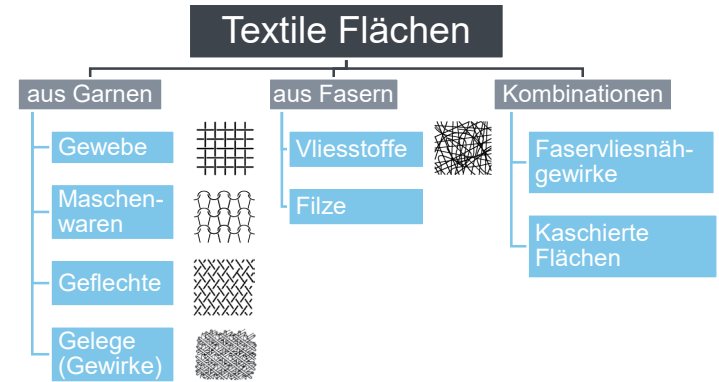 Textile Flächen
aus Garnen
Gewebe
Maschen-
waren
Geflechte
Gelege
(Gewirke)
aus Fasern
Vliesstoffe
Filze
Kombinationen
Faservliesnäh-
gewirke
Kaschierte
Flächen